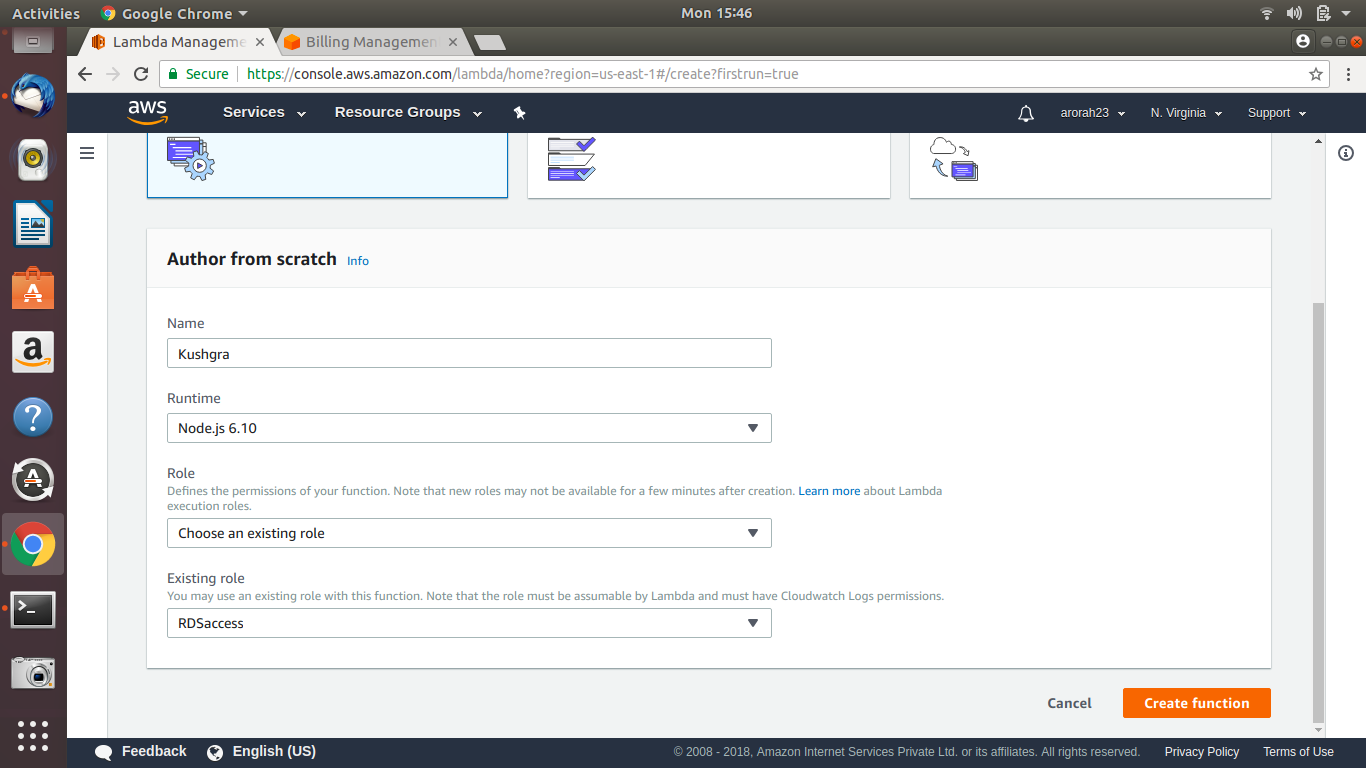 Activities Google Chrome Mon 15:46
Lambda Manageme Billing Managemen
Secure https://console.aws.amazon.com/lambda/home?region=us-east-1#/create?firstrun=true
aws Services Resource Groups arorah23 N. Virginia Support
Author from scratch Info
Name
Kushgra
Runtime
Node.js 6.10
Role
Defines the permissions of your function. Note that new roles may not be available for a few minutes after creation. Learn more about Lambda
execution roles.
Choose an existing role
Existing role
You may use an existing role with this function. Note that the role must be assumable by Lambda and must have Cloudwatch Logs permissions.
RDSaccess
Cancel Create function
Feedback English (US) © 2008 - 2018, Amazon Internet Services Private Ltd. or its affiliates. All rights reserved. Privacy Policy Terms of Use